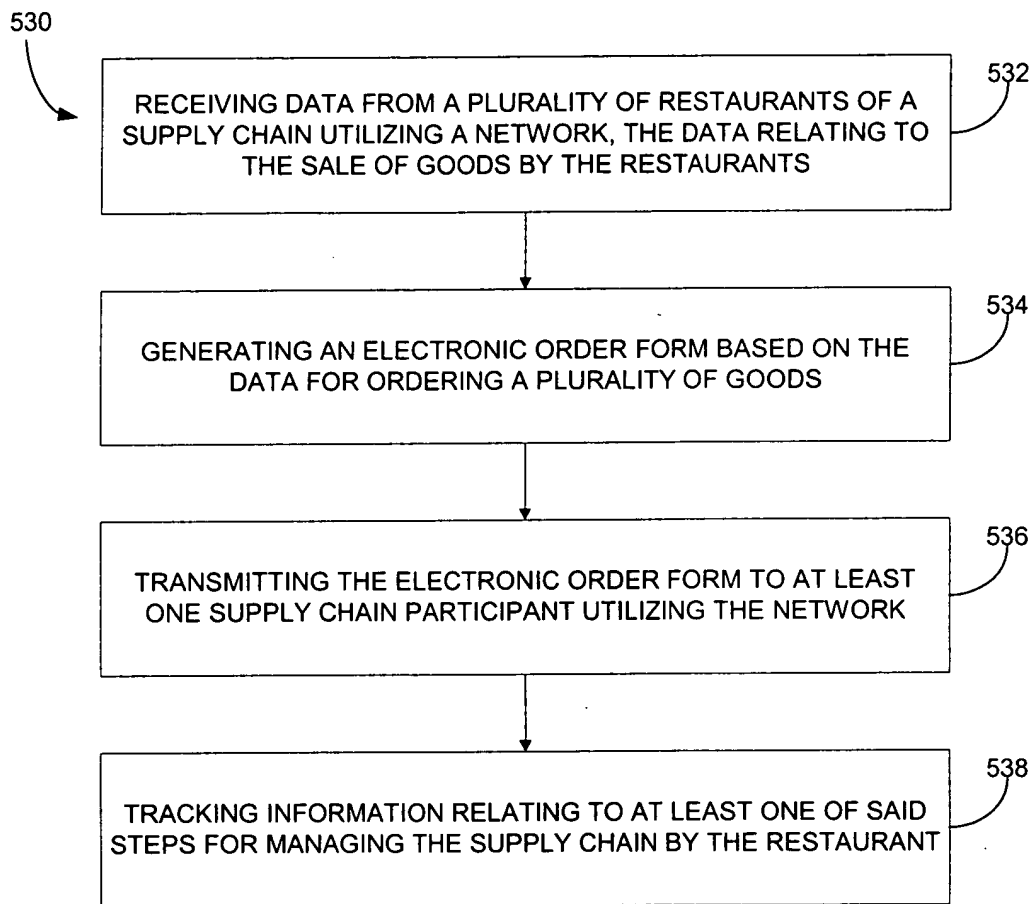 530
532
RECEIVING DATA FROM A PLURALITY OF RESTAURANTS OF A
SUPPLY CHAIN UTILIZING A NETWORK, THE DATA RELATING TO
THE SALE OF GOODS BY THE RESTAURANTS
534
GENERATING AN ELECTRONIC ORDER FORM BASED ON THE
DATA FOR ORDERING A PLURALITY OF GOODS
536
TRANSMITTING THE ELECTRONIC ORDER FORM TO AT LEAST
ONE SUPPLY CHAIN PARTICIPANT UTILIZING THE NETWORK
538
TRACKING INFORMATION RELATING TO AT LEAST ONE OF SAID
STEPS FOR MANAGING THE SUPPLY CHAIN BY THE RESTAURANT